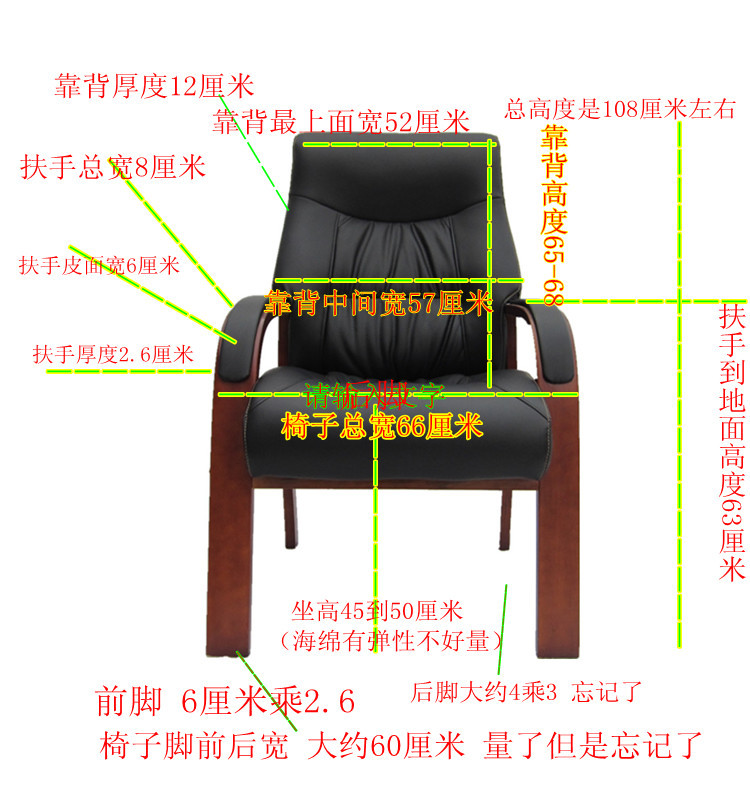 靠背厚度12厘米
靠背最上面宽52厘米
总高度是108厘米左右
扶手总宽8厘米
靠背高度65-68
扶手皮面宽6厘米
靠背中间宽57厘米
扶手厚度2.6厘米
扶手到地面高度63厘米
椅子总宽66厘米
坐高45到50厘米
（海绵有弹性不好量）
后脚大约4乘3 忘记了
前脚 6厘米乘2.6
椅子脚前后宽 大约60厘米 量了但是忘记了